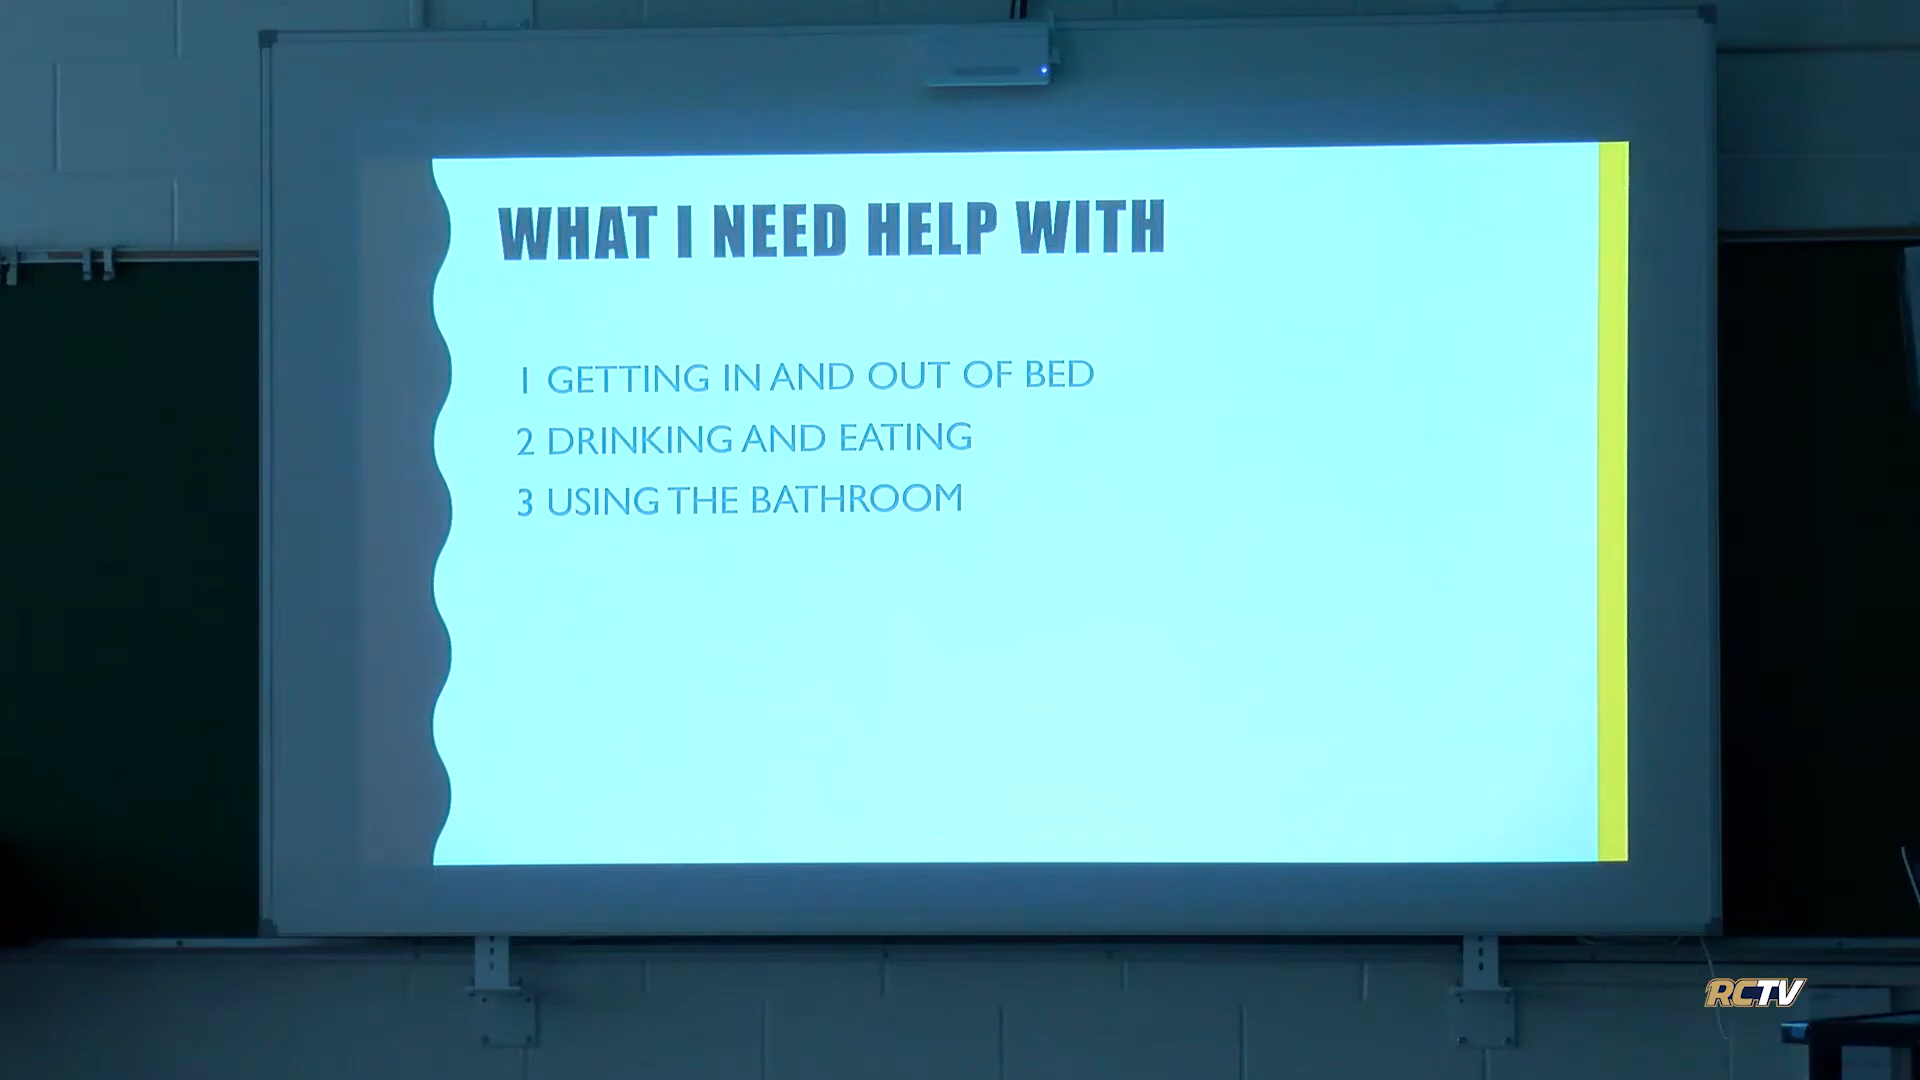 WHAT I NEED HELP WITH
1 GETTING IN AND OUT OF BED
2 DRINKING AND EATING
3 USING THE BATHROOM
RCTV